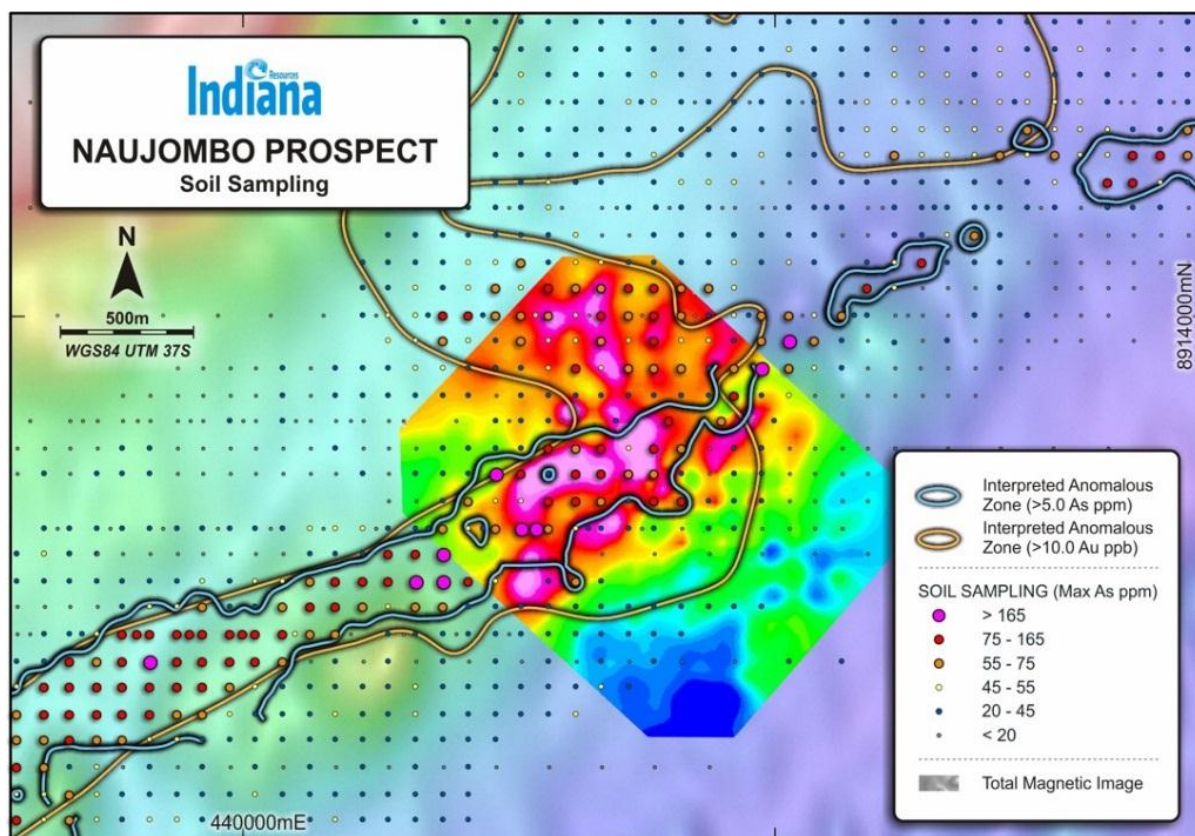 Indiana
Resources
NAUJOMBO PROSPECT
Soil Sampling
N
500m
WGS84 UTM 37S
8914000mN
440000mE
Interpreted Anomalous
Zone (>5.0 As ppm)
Interpreted Anomalous
Zone (>10.0 Au ppb)
SOIL SAMPLING (Max As ppm)
> 165
75 - 165
55 - 75
45 - 55
20 - 45
< 20
Total Magnetic Image